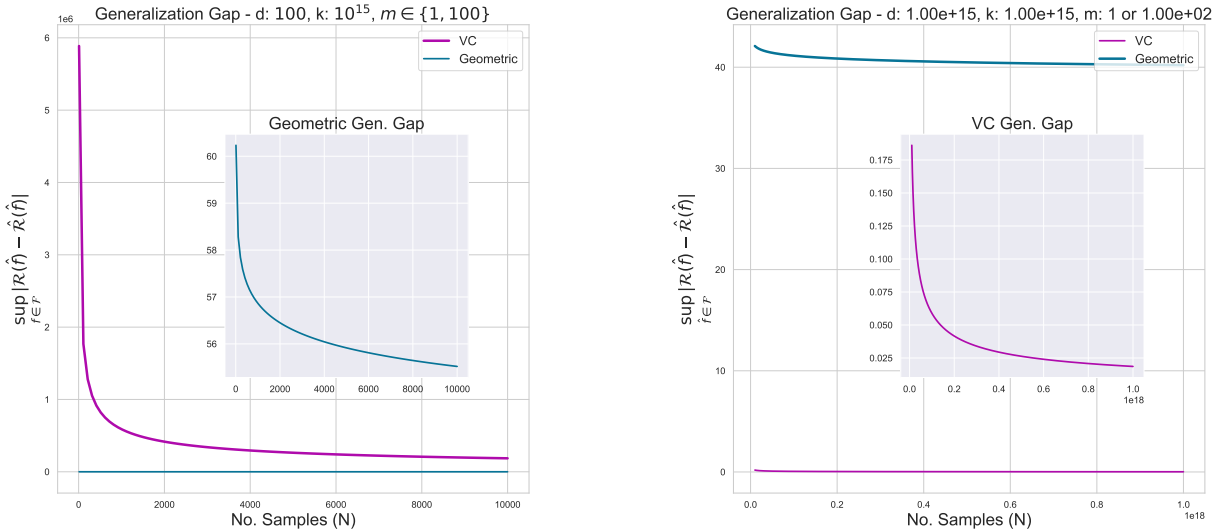 Generalization Gap - d: 100, k: 10^15, m ∈ {1, 100}
1e6
VC
Geometric
Geometric Gen. Gap
60
59
58
57
56
0 2000 4000 6000 8000 10000
6
5
4
3
2
1
0
sup |R(f̂) − R̂(f̂)|
f̂∈F
0 2000 4000 6000 8000 10000
No. Samples (N)
Generalization Gap - d: 1.00e+15, k: 1.00e+15, m: 1 or 1.00e+02
VC
Geometric
VC Gen. Gap
0.175
0.150
0.125
0.100
0.075
0.050
0.025
0.0 0.2 0.4 0.6 0.8 1.0
1e18
40
30
20
10
0
sup |R(f̂) − R̂(f̂)|
f̂∈F
0.0 0.2 0.4 0.6 0.8 1.0
1e18
No. Samples (N)